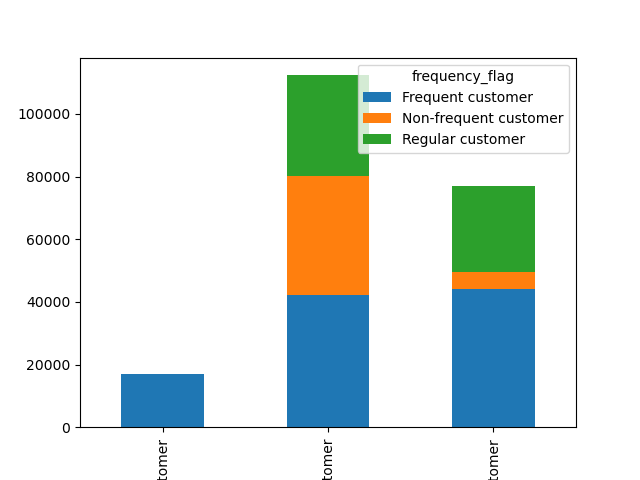 frequency_flag
Frequent customer
Non-frequent customer
Regular customer
100000
80000
60000
40000
20000
0
tomer
tomer
tomer